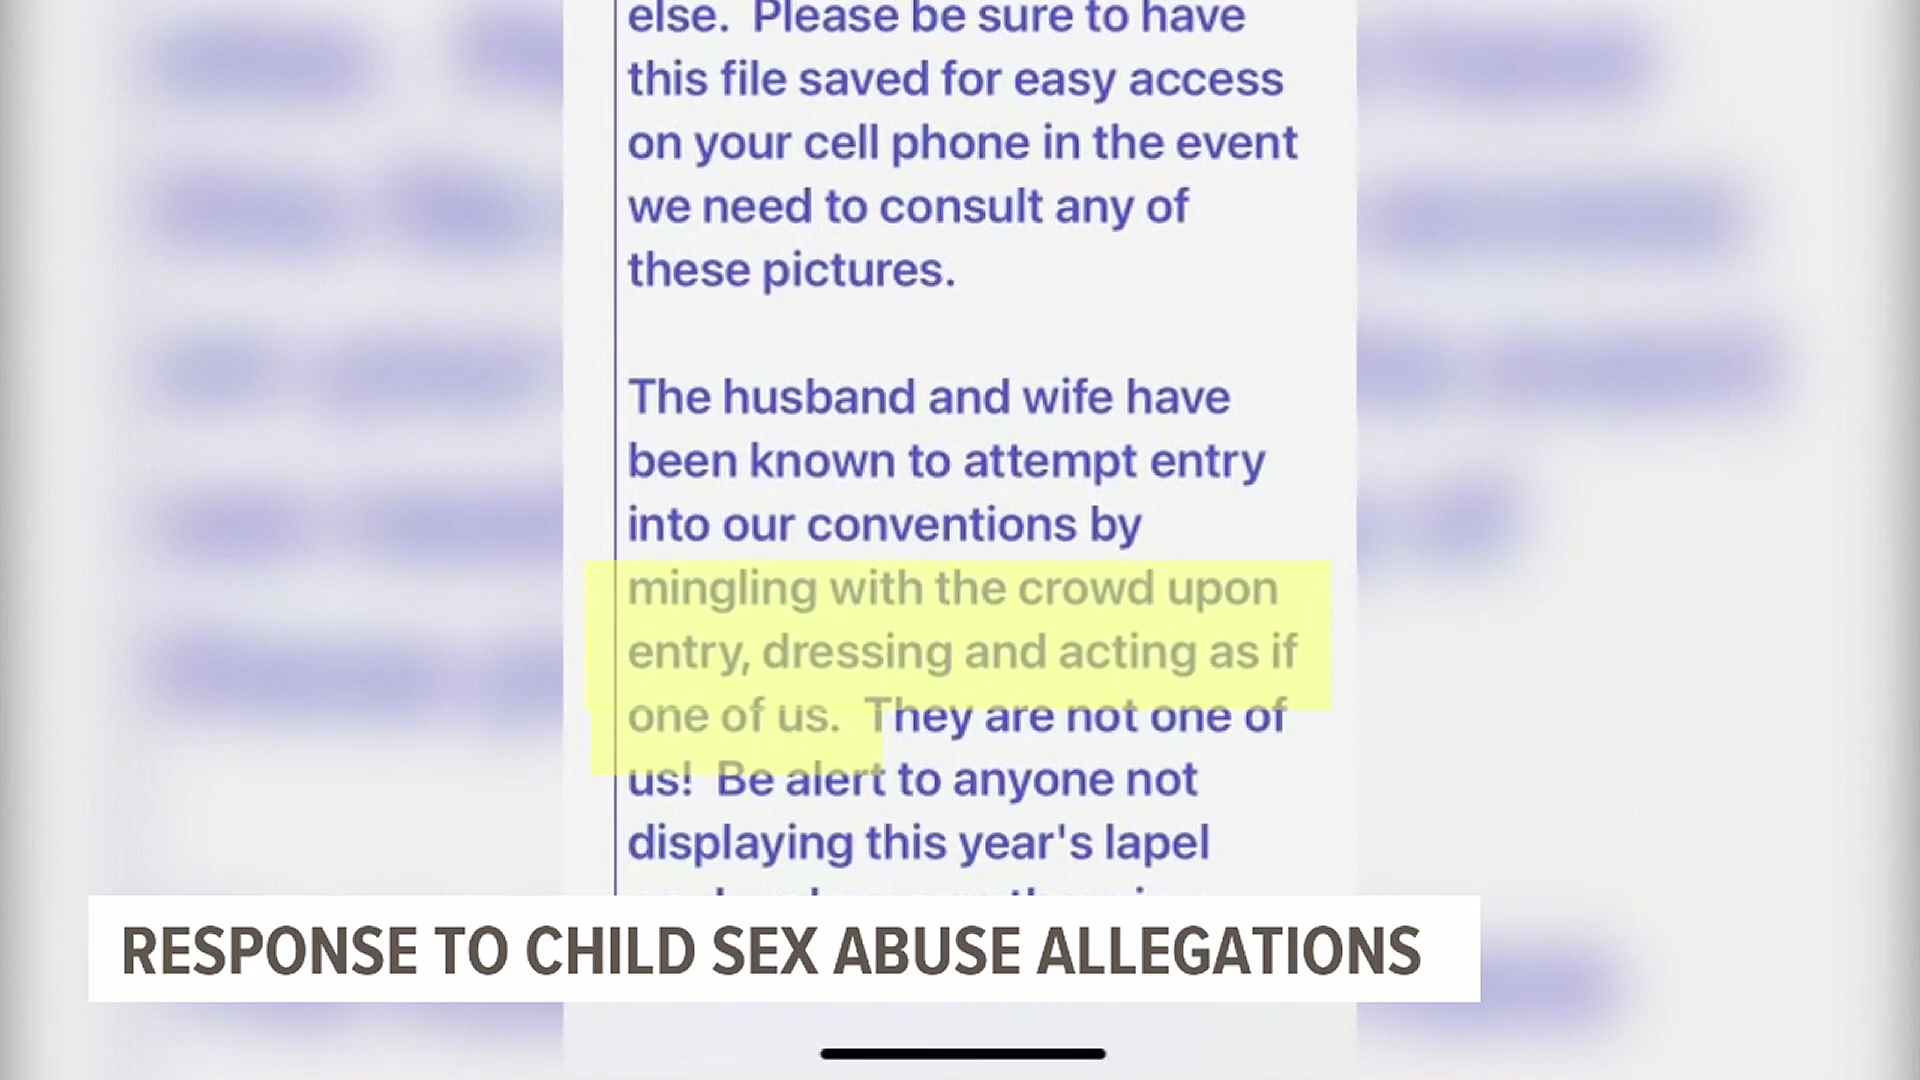 else.  Please be sure to have
this file saved for easy access
on your cell phone in the event
we need to consult any of
these pictures.
The husband and wife have
been known to attempt entry
into our conventions by
mingling with the crowd upon
entry, dressing and acting as if
one of us.  They are not one of
us!  Be alert to anyone not
displaying this year's lapel
RESPONSE TO CHILD SEX ABUSE ALLEGATIONS